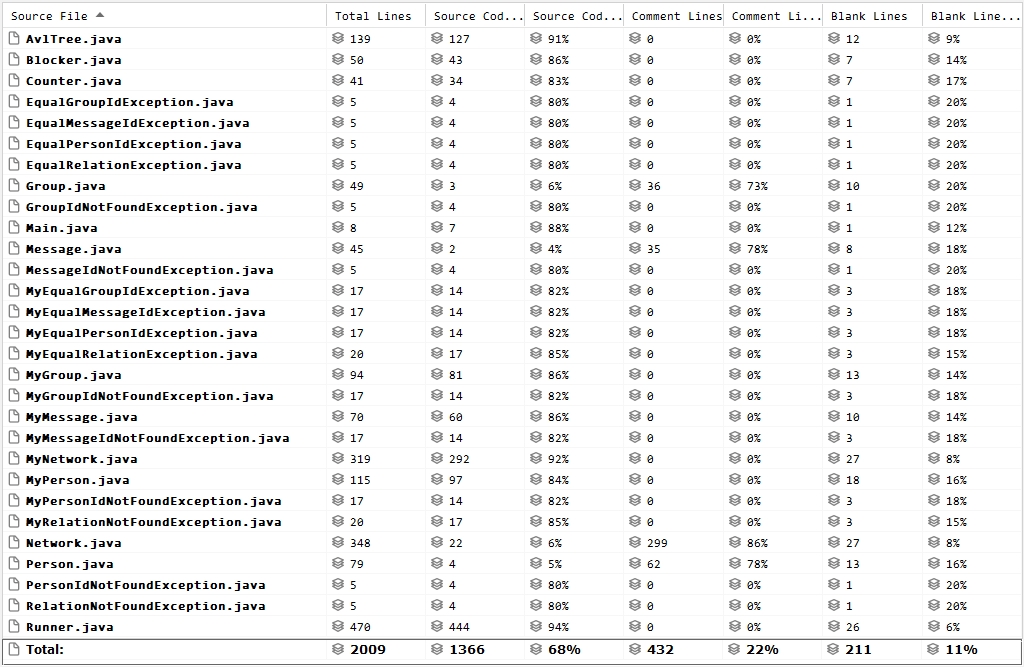 Source File Total Lines Source Cod... Source Cod... Comment Lines Comment Li... Blank Lines Blank Line...
AvlTree.java 139 127 91% 0 0% 12 9%
Blocker.java 50 43 86% 0 0% 7 14%
Counter.java 41 34 83% 0 0% 7 17%
EqualGroupIdException.java 5 4 80% 0 0% 1 20%
EqualMessageIdException.java 5 4 80% 0 0% 1 20%
EqualPersonIdException.java 5 4 80% 0 0% 1 20%
EqualRelationException.java 5 4 80% 0 0% 1 20%
Group.java 49 3 6% 36 73% 10 20%
GroupIdNotFoundException.java 5 4 80% 0 0% 1 20%
Main.java 8 7 88% 0 0% 1 12%
Message.java 45 2 4% 35 78% 8 18%
MessageIdNotFoundException.java 5 4 80% 0 0% 1 20%
MyEqualGroupIdException.java 17 14 82% 0 0% 3 18%
MyEqualMessageIdException.java 17 14 82% 0 0% 3 18%
MyEqualPersonIdException.java 17 14 82% 0 0% 3 18%
MyEqualRelationException.java 20 17 85% 0 0% 3 15%
MyGroup.java 94 81 86% 0 0% 13 14%
MyGroupIdNotFoundException.java 17 14 82% 0 0% 3 18%
MyMessage.java 70 60 86% 0 0% 10 14%
MyMessageIdNotFoundException.java 17 14 82% 0 0% 3 18%
MyNetwork.java 319 292 92% 0 0% 27 8%
MyPerson.java 115 97 84% 0 0% 18 16%
MyPersonIdNotFoundException.java 17 14 82% 0 0% 3 18%
MyRelationNotFoundException.java 20 17 85% 0 0% 3 15%
Network.java 348 22 6% 299 86% 27 8%
Person.java 79 4 5% 62 78% 13 16%
PersonIdNotFoundException.java 5 4 80% 0 0% 1 20%
RelationNotFoundException.java 5 4 80% 0 0% 1 20%
Runner.java 470 444 94% 0 0% 26 6%
Total: 2009 1366 68% 432 22% 211 11%